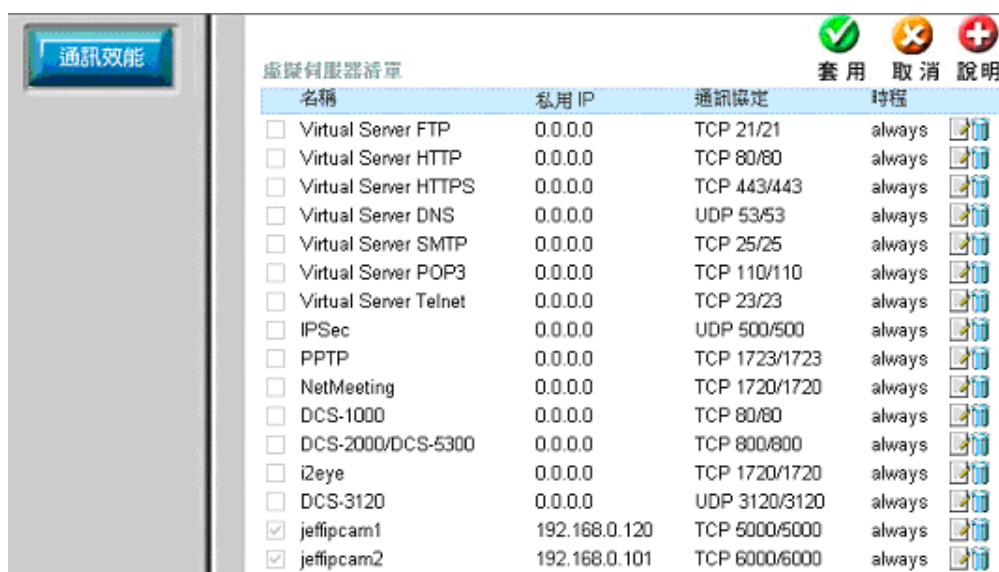 通訊效能
套用 取消 說明
虛擬伺服器清單
名稱 私用 IP 通訊協定 時程
Virtual Server FTP 0.0.0.0 TCP 21/21 always
Virtual Server HTTP 0.0.0.0 TCP 80/80 always
Virtual Server HTTPS 0.0.0.0 TCP 443/443 always
Virtual Server DNS 0.0.0.0 UDP 53/53 always
Virtual Server SMTP 0.0.0.0 TCP 25/25 always
Virtual Server POP3 0.0.0.0 TCP 110/110 always
Virtual Server Telnet 0.0.0.0 TCP 23/23 always
IPSec 0.0.0.0 UDP 500/500 always
PPTP 0.0.0.0 TCP 1723/1723 always
NetMeeting 0.0.0.0 TCP 1720/1720 always
DCS-1000 0.0.0.0 TCP 80/80 always
DCS-2000/DCS-5300 0.0.0.0 TCP 800/800 always
i2eye 0.0.0.0 TCP 1720/1720 always
DCS-3120 0.0.0.0 UDP 3120/3120 always
jeffipcam1 192.168.0.120 TCP 5000/5000 always
jeffipcam2 192.168.0.101 TCP 6000/6000 always